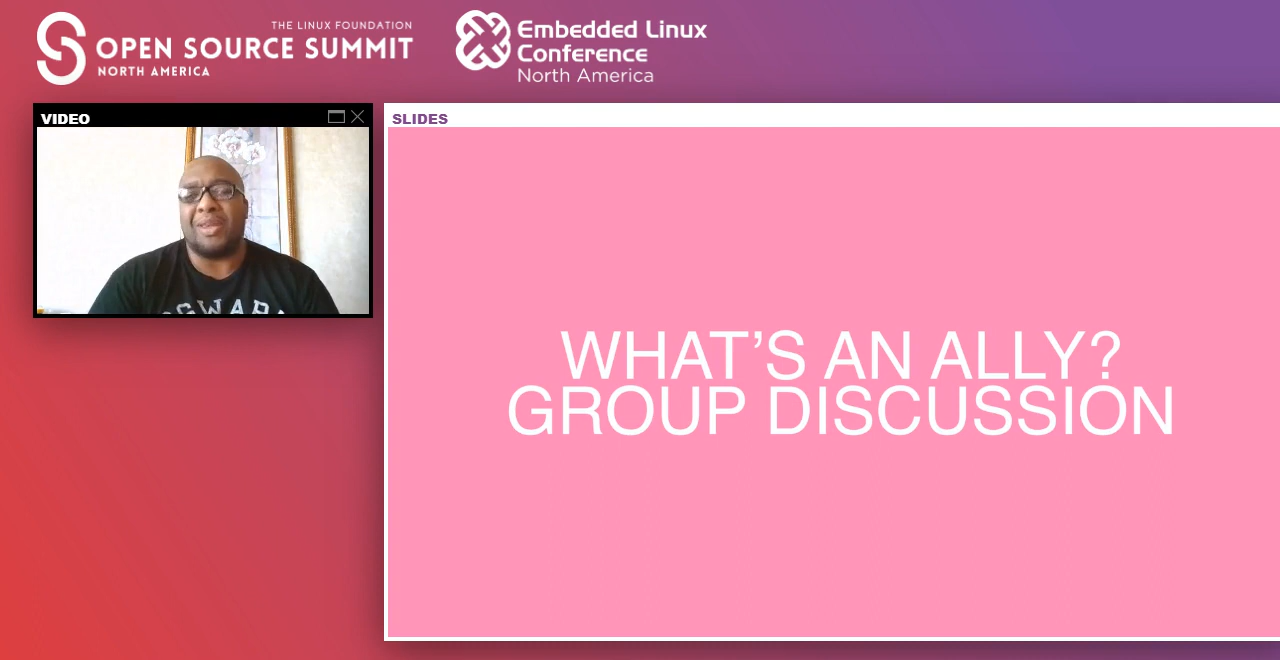 THE LINUX FOUNDATION
OPEN SOURCE SUMMIT
NORTH AMERICA
Embedded Linux
Conference
North America
VIDEO
SLIDES
WHAT’S AN ALLY?
GROUP DISCUSSION